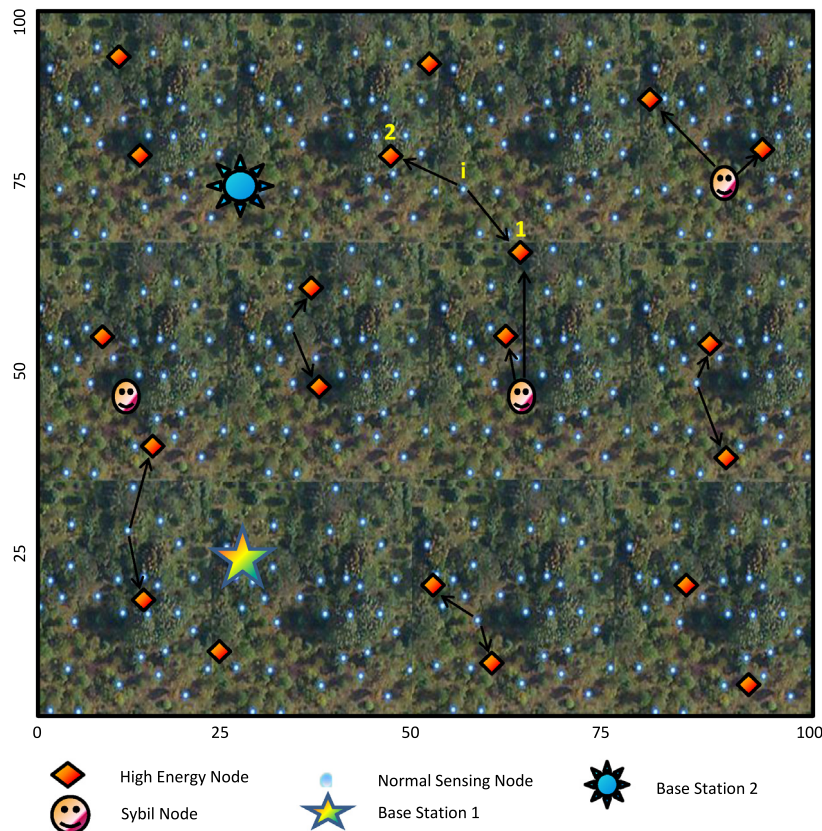 100
2
i
75
1
50
25
0 25 50 75 100
High Energy Node Normal Sensing Node Base Station 2
Sybil Node Base Station 1